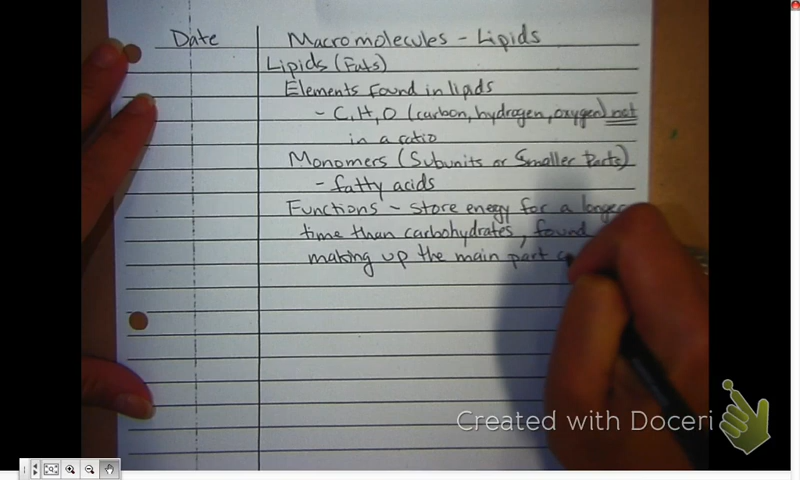 Date Macromolecules - Lipids
Lipids (Fats)
Elements found in lipids
- C, H, O (carbon, hydrogen, oxygen) not
in a ratio
Monomers (Subunits or Smaller Parts)
- fatty acids
Functions - store energy for a longer
time than carbohydrates, found
making up the main part
Created with Doceri